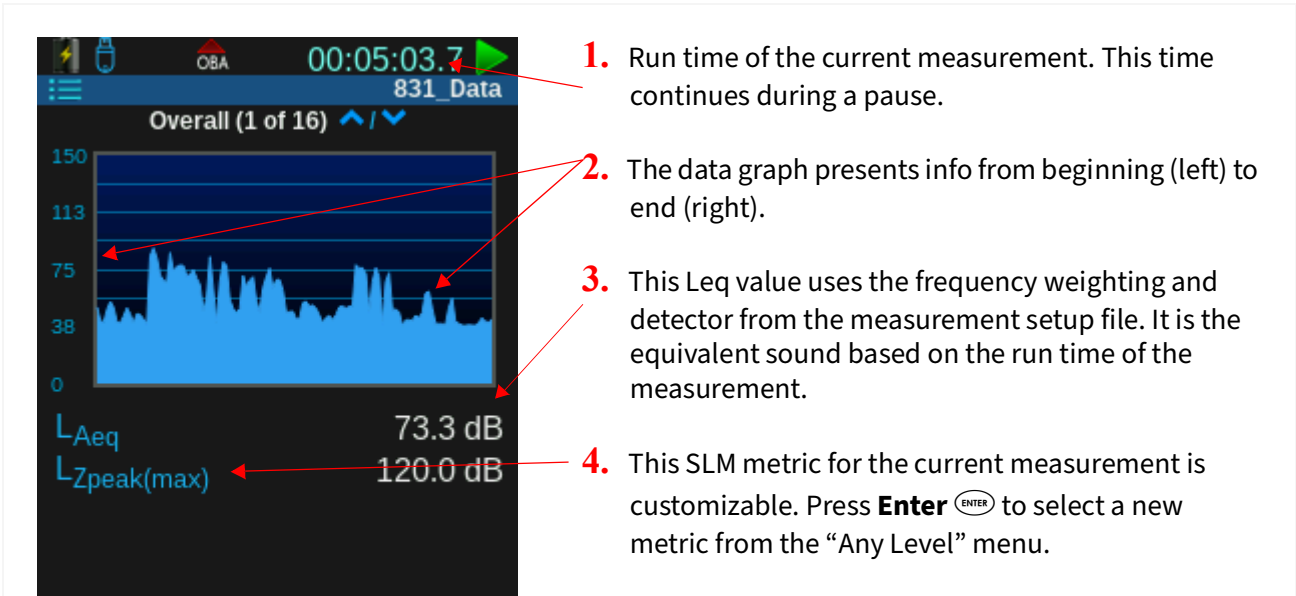 OBA 00:05:03.7
831_Data
Overall (1 of 16) /
150
113
75
38
0
LAeq 73.3 dB
LZpeak(max) 120.0 dB
1. Run time of the current measurement. This time
continues during a pause.
2. The data graph presents info from beginning (left) to
end (right).
3. This Leq value uses the frequency weighting and
detector from the measurement setup file. It is the
equivalent sound based on the run time of the
measurement.
4. This SLM metric for the current measurement is
customizable. Press Enter ENTER to select a new
metric from the “Any Level” menu.